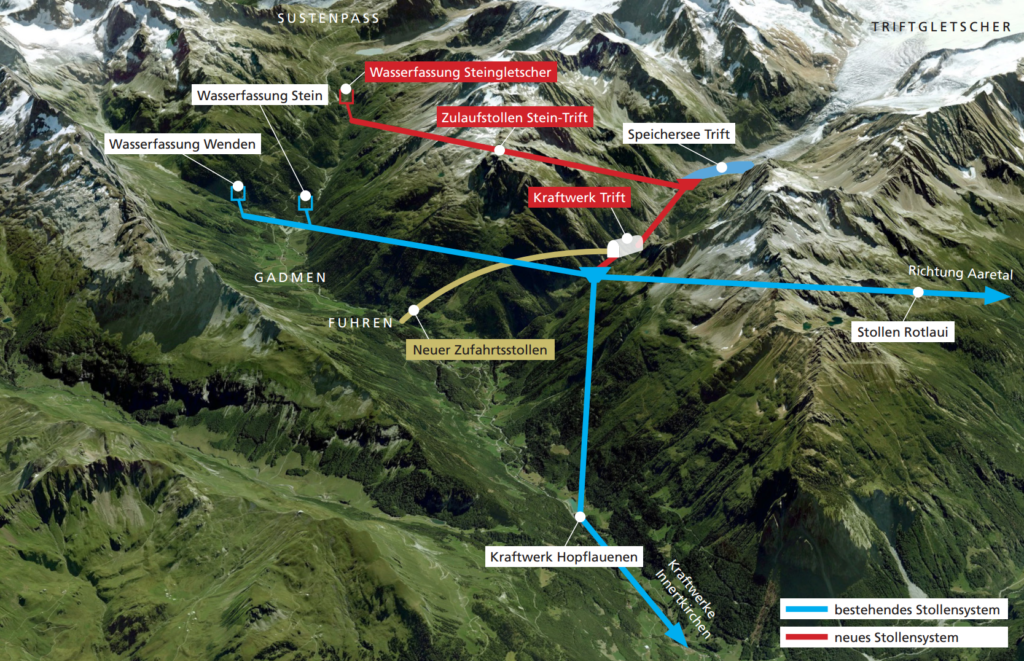 SUSTENPASS
TRIFTGLETSCHER
Wasserfassung Steingletscher
Wasserfassung Stein
Zulaufstollen Stein-Trift
Speichersee Trift
Wasserfassung Wenden
Kraftwerk Trift
GADMEN
Richtung Aaretal
FUHREN
Stollen Rotlaui
Neuer Zufahrtsstollen
Kraftwerk Hopflauenen
Kraftwerke
Innertkirchen
bestehendes Stollensystem
neues Stollensystem